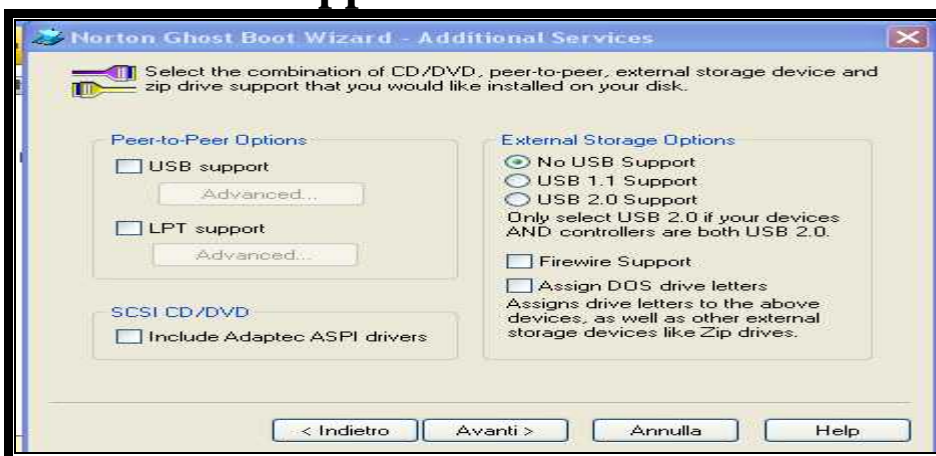 Norton Ghost Boot Wizard - Additional Services
Select the combination of CD/DVD, peer-to-peer, external storage device and
zip drive support that you would like installed on your disk.
Peer-to-Peer Options
USB support
Advanced...
LPT support
Advanced...
SCSI CD/DVD
Include Adaptec ASPI drivers
External Storage Options
No USB Support
USB 1.1 Support
USB 2.0 Support
Only select USB 2.0 if your devices
AND controllers are both USB 2.0.
Firewire Support
Assign DOS drive letters
Assigns drive letters to the above
devices, as well as other external
storage devices like Zip drives.
< Indietro
Avanti >
Annulla
Help